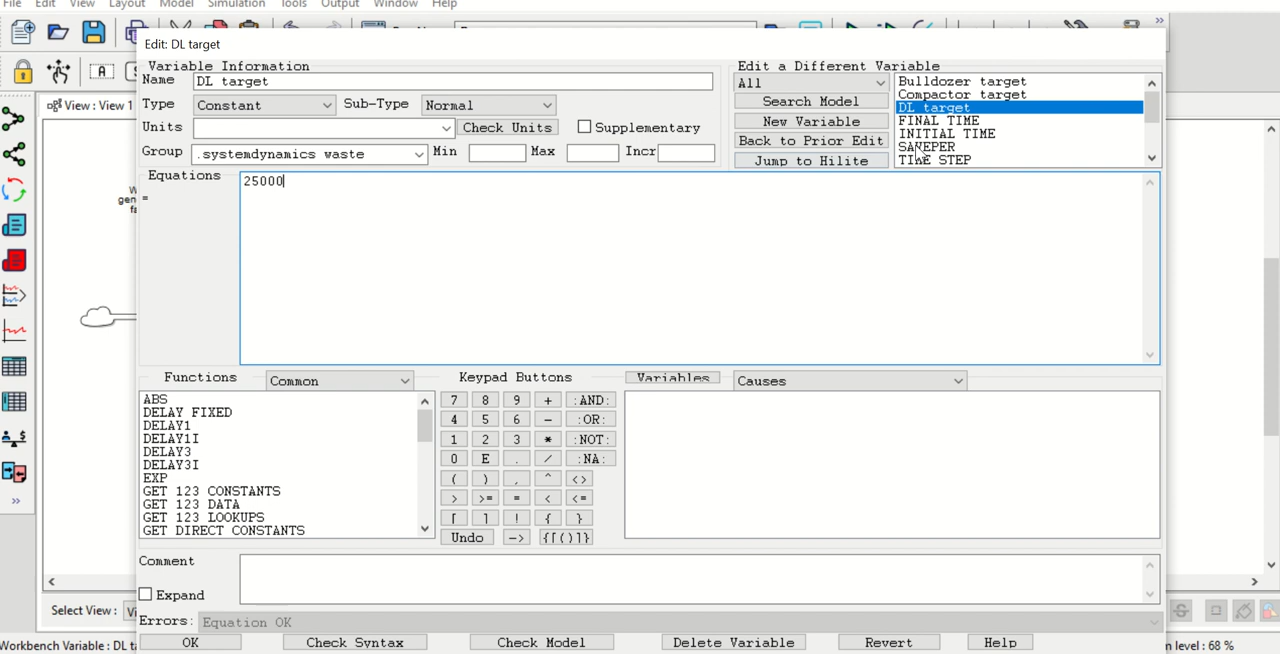 File Edit View Layout Model Simulation Tools Output Window Help
Edit: DL target
Variable Information
Edit a Different Variable
Name DL target
All
Bulldozer target
Compactor target
DL target
FINAL TIME
INITIAL TIME
SAVEPER
TIME STEP
Type Constant Sub-Type Normal
Search Model
Units Check Units Supplementary
New Variable
Back to Prior Edit
Group .systemdynamics waste Min Max Incr
Jump to Hilite
View : View 1
Equations
25000
=
Functions Common Keypad Buttons Variables Causes
ABS
DELAY FIXED
DELAY1
DELAY1I
DELAY3
DELAY3I
EXP
GET 123 CONSTANTS
GET 123 DATA
GET 123 LOOKUPS
GET DIRECT CONSTANTS
7 8 9 + :AND:
4 5 6 - :OR:
1 2 3 * :NOT:
0 E . / :NA:
( ) , ^ <>
> >= = < <=
[ ] ! { }
Undo -> {[()]}
Comment
Expand
Select View :
Errors: Equation OK
OK Check Syntax Check Model Delete Variable Revert Help
Workbench Variable : DL
level : 68 %